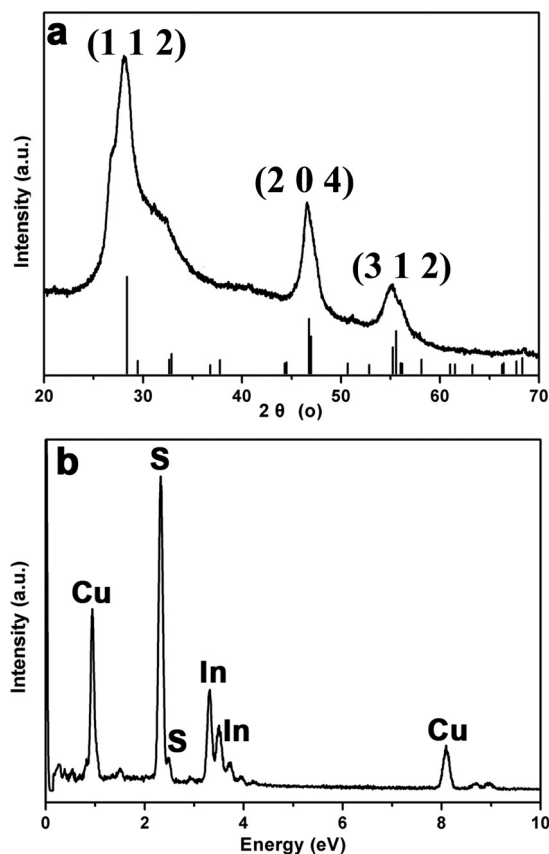 a
(1 1 2)
(2 0 4)
(3 1 2)
Intensity (a.u.)
20 30 40 50 60 70
2 θ (o)
b
S
Cu
In
S
In
Cu
Intensity (a.u.)
0 2 4 6 8 10
Energy (eV)